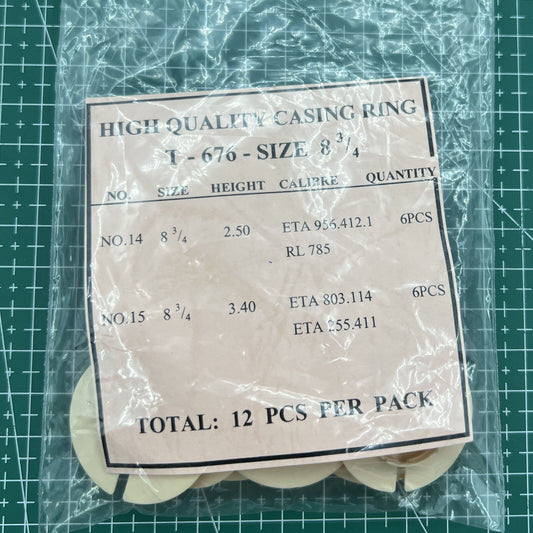 HIGH QUALITY CASING RING
T - 676 - SIZE 8 3/4
NO. SIZE HEIGHT CALIBRE QUANTITY
NO.14 8 3/4 2.50 ETA 956.412.1 6PCS
RL 785
NO.15 8 3/4 3.40 ETA 803.114 6PCS
ETA 255.411
TOTAL: 12 PCS PER PACK